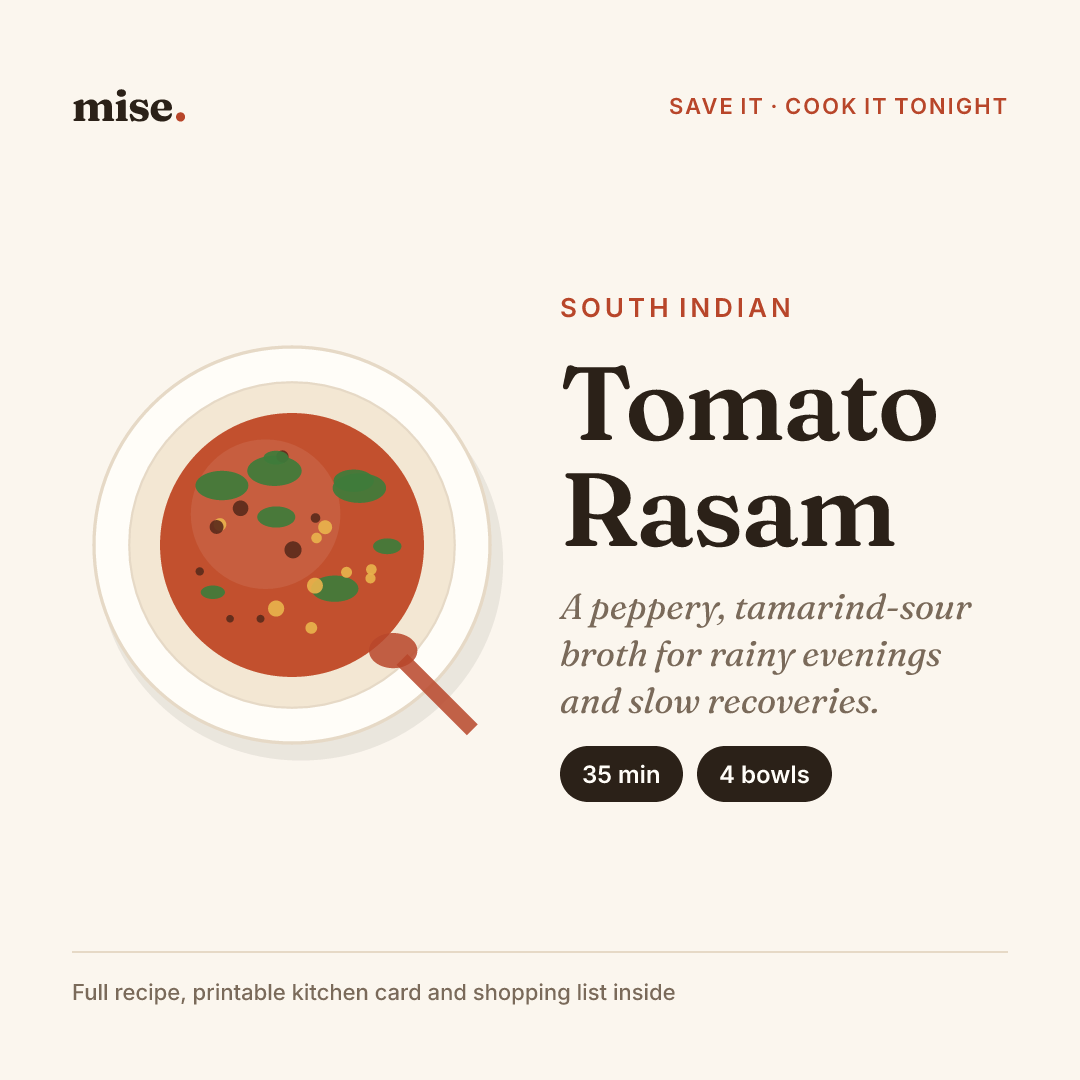 mise.
SAVE IT · COOK IT TONIGHT
SOUTH INDIAN
Tomato
Rasam
A peppery, tamarind-sour
broth for rainy evenings
and slow recoveries.
35 min
4 bowls
Full recipe, printable kitchen card and shopping list inside